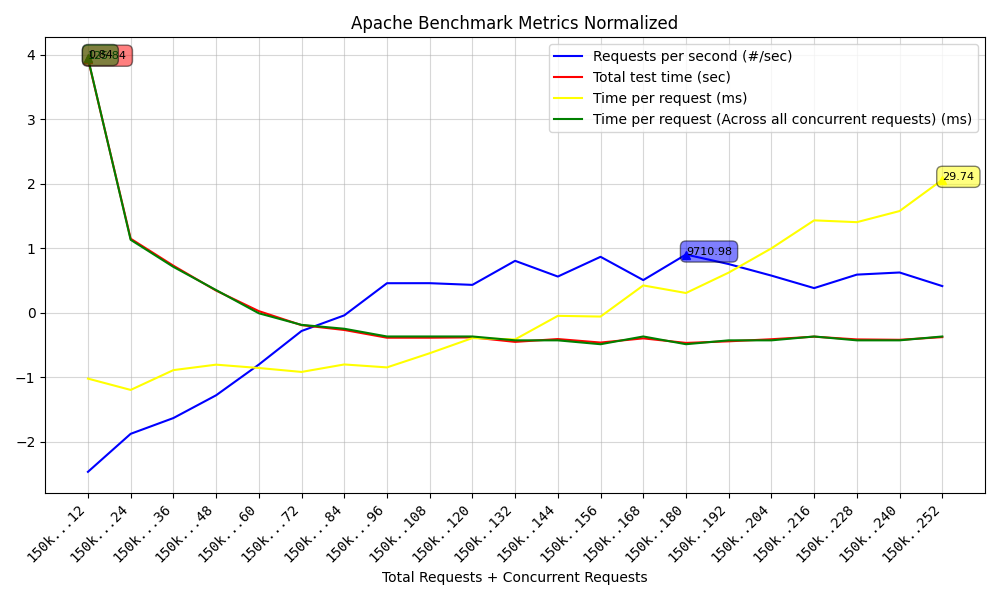 Apache Benchmark Metrics Normalized
Requests per second (#/sec)
Total test time (sec)
Time per request (ms)
Time per request (Across all concurrent requests) (ms)
4
3
2
1
0
−1
−2
0.84
29.74
9710.98
150k...12
150k...24
150k...36
150k...48
150k...60
150k...72
150k...84
150k...96
150k...108
150k...120
150k...132
150k...144
150k...156
150k...168
150k...180
150k...192
150k...204
150k...216
150k...228
150k...240
150k...252
Total Requests + Concurrent Requests